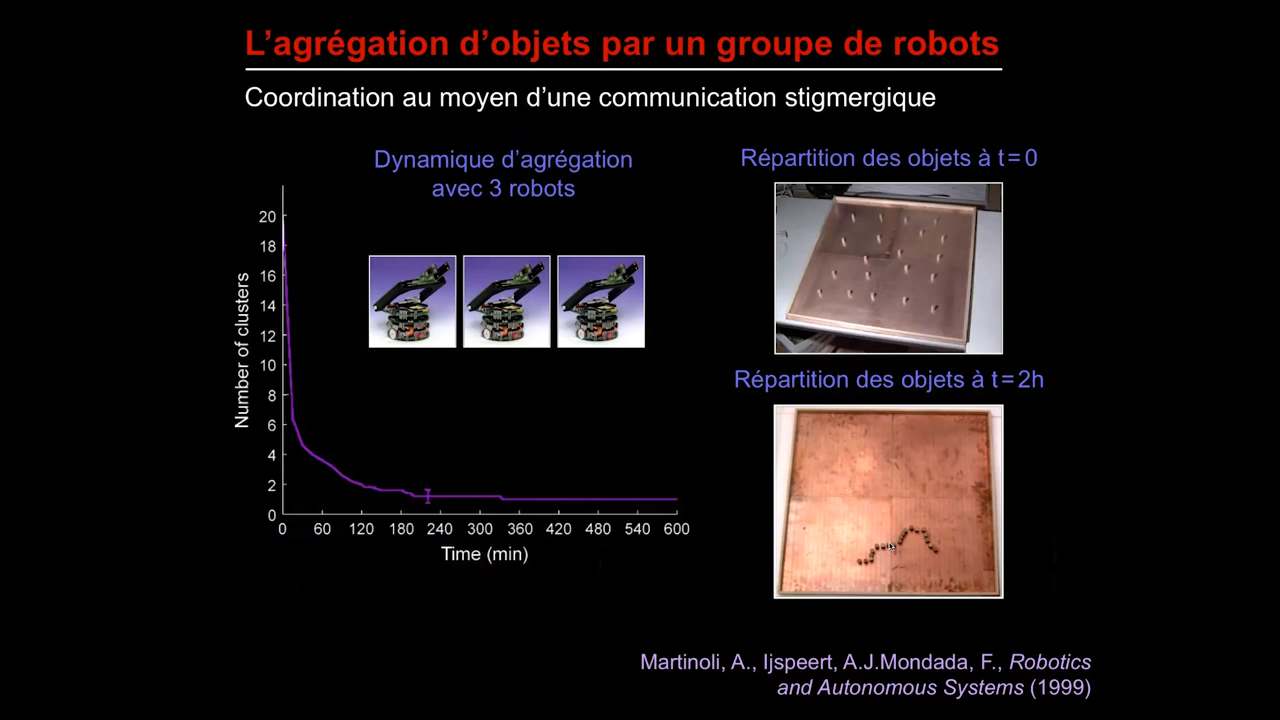 L'agrégation d'objets par un groupe de robots
Coordination au moyen d'une communication stigmergique
Dynamique d'agrégation
avec 3 robots
Number of clusters
20
18
16
14
12
10
8
6
4
2
0
0 60 120 180 240 300 360 420 480 540 600
Time (min)
Répartition des objets à t=0
Répartition des objets à t=2h
Martinoli, A., Ijspeert, A.J.Mondada, F., Robotics
and Autonomous Systems (1999)